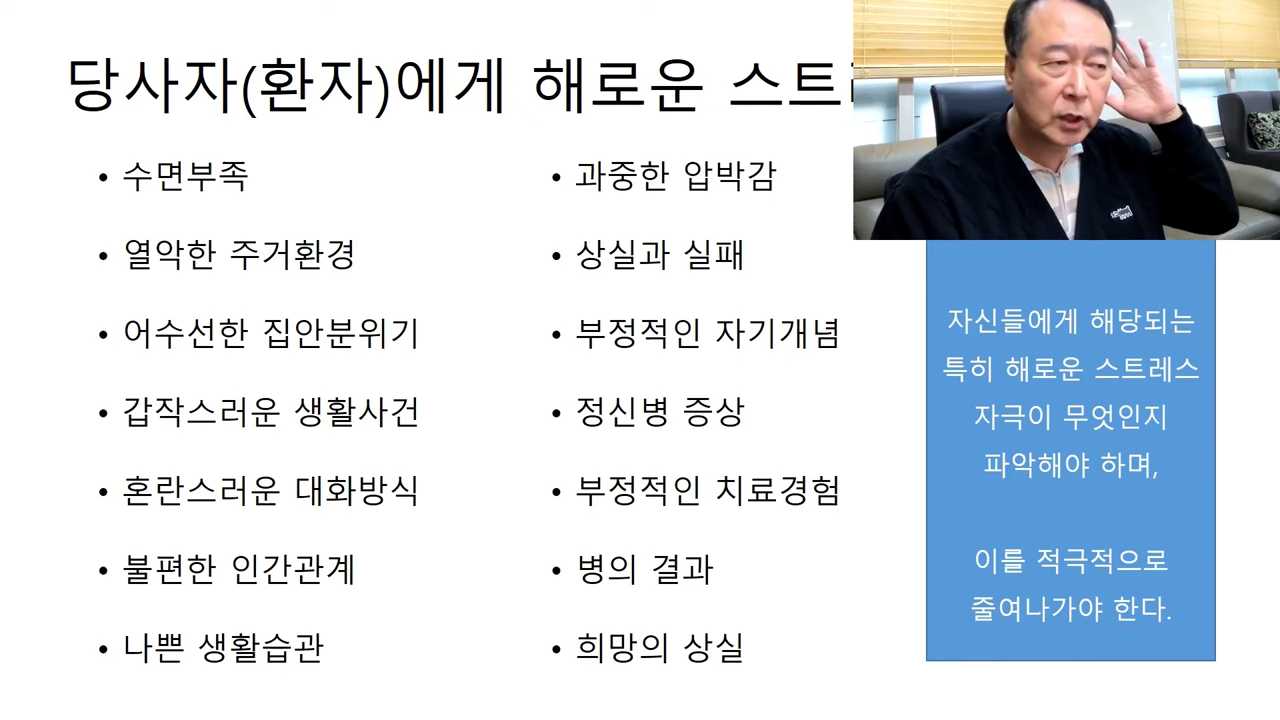 당사자(환자)에게 해로운 스트
• 수면부족
• 열악한 주거환경
• 어수선한 집안분위기
• 갑작스러운 생활사건
• 혼란스러운 대화방식
• 불편한 인간관계
• 나쁜 생활습관
• 과중한 압박감
• 상실과 실패
• 부정적인 자기개념
• 정신병 증상
• 부정적인 치료경험
• 병의 결과
• 희망의 상실
자신들에게 해당되는
특히 해로운 스트레스
자극이 무엇인지
파악해야 하며,
이를 적극적으로
줄여나가야 한다.